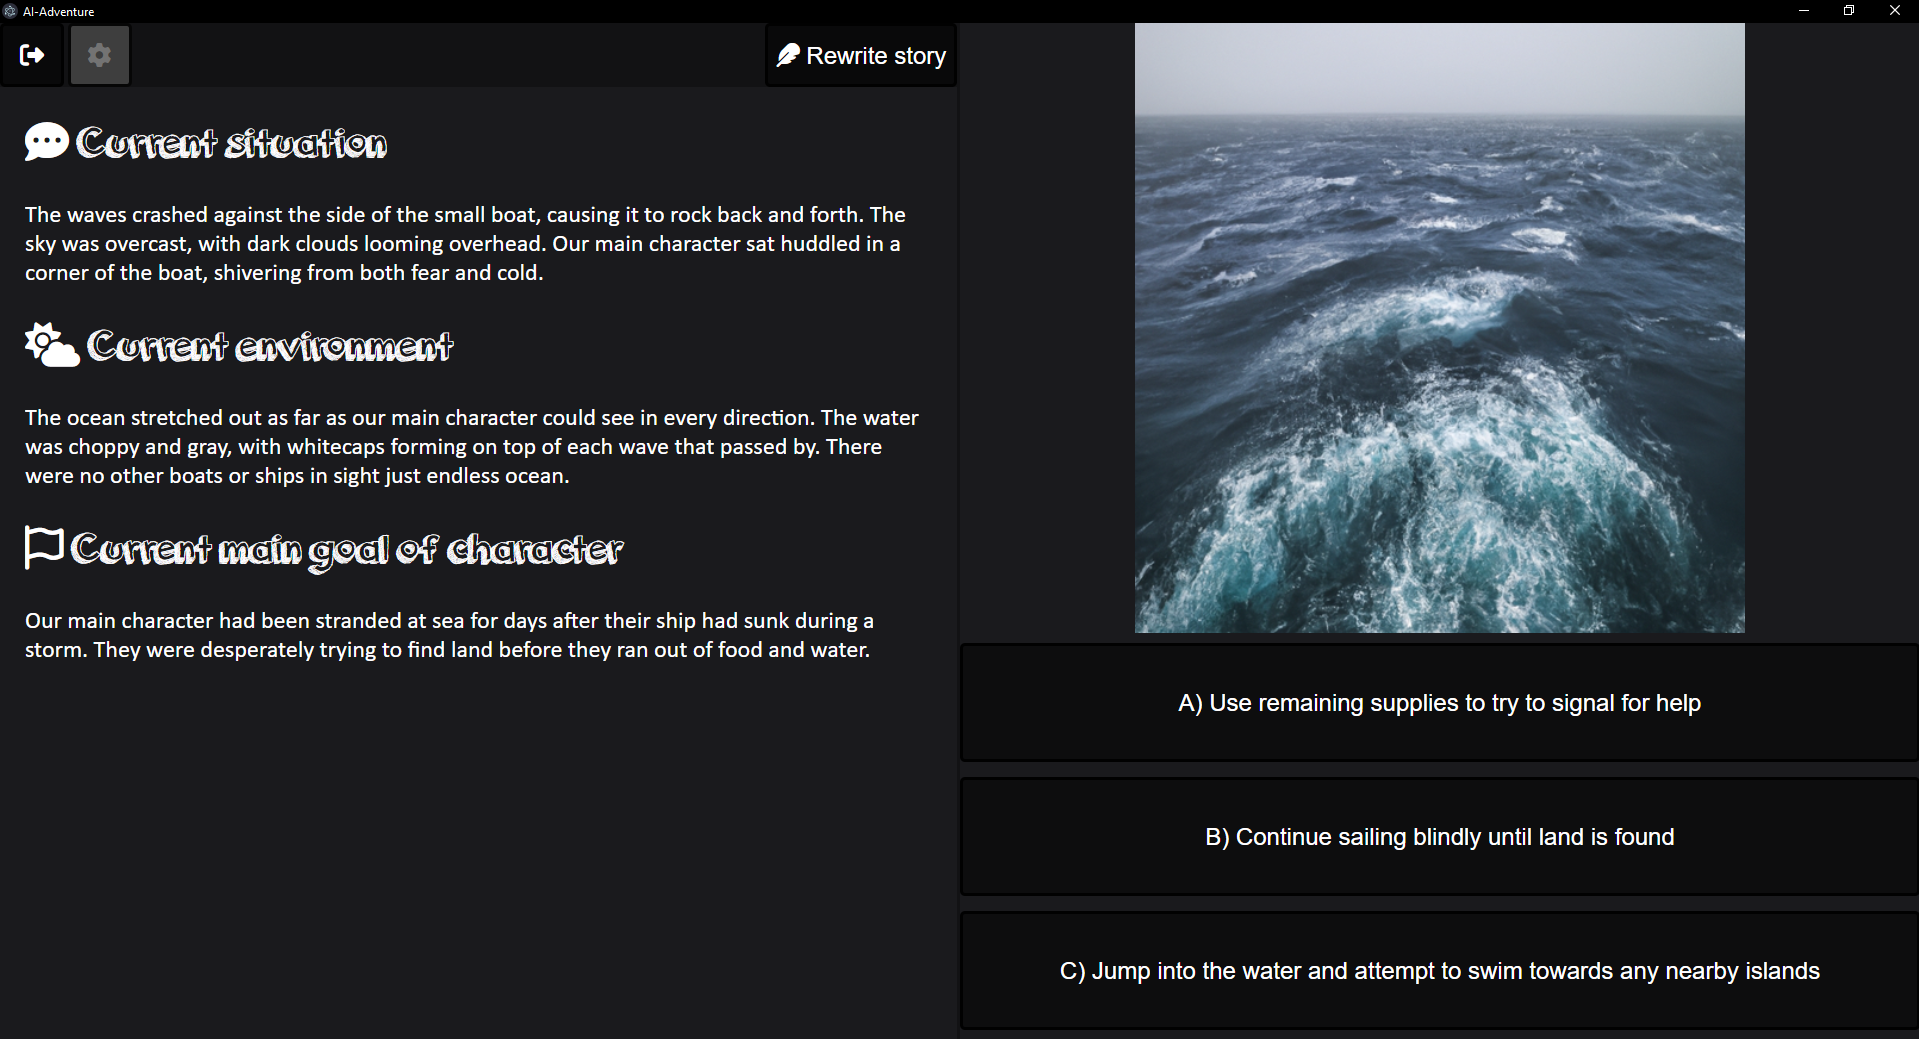 AI-Adventure
Rewrite story
Current situation
The waves crashed against the side of the small boat, causing it to rock back and forth. The
sky was overcast, with dark clouds looming overhead. Our main character sat huddled in a
corner of the boat, shivering from both fear and cold.
Current environment
The ocean stretched out as far as our main character could see in every direction. The water
was choppy and gray, with whitecaps forming on top of each wave that passed by. There
were no other boats or ships in sight just endless ocean.
Current main goal of character
Our main character had been stranded at sea for days after their ship had sunk during a
storm. They were desperately trying to find land before they ran out of food and water.
A) Use remaining supplies to try to signal for help
B) Continue sailing blindly until land is found
C) Jump into the water and attempt to swim towards any nearby islands